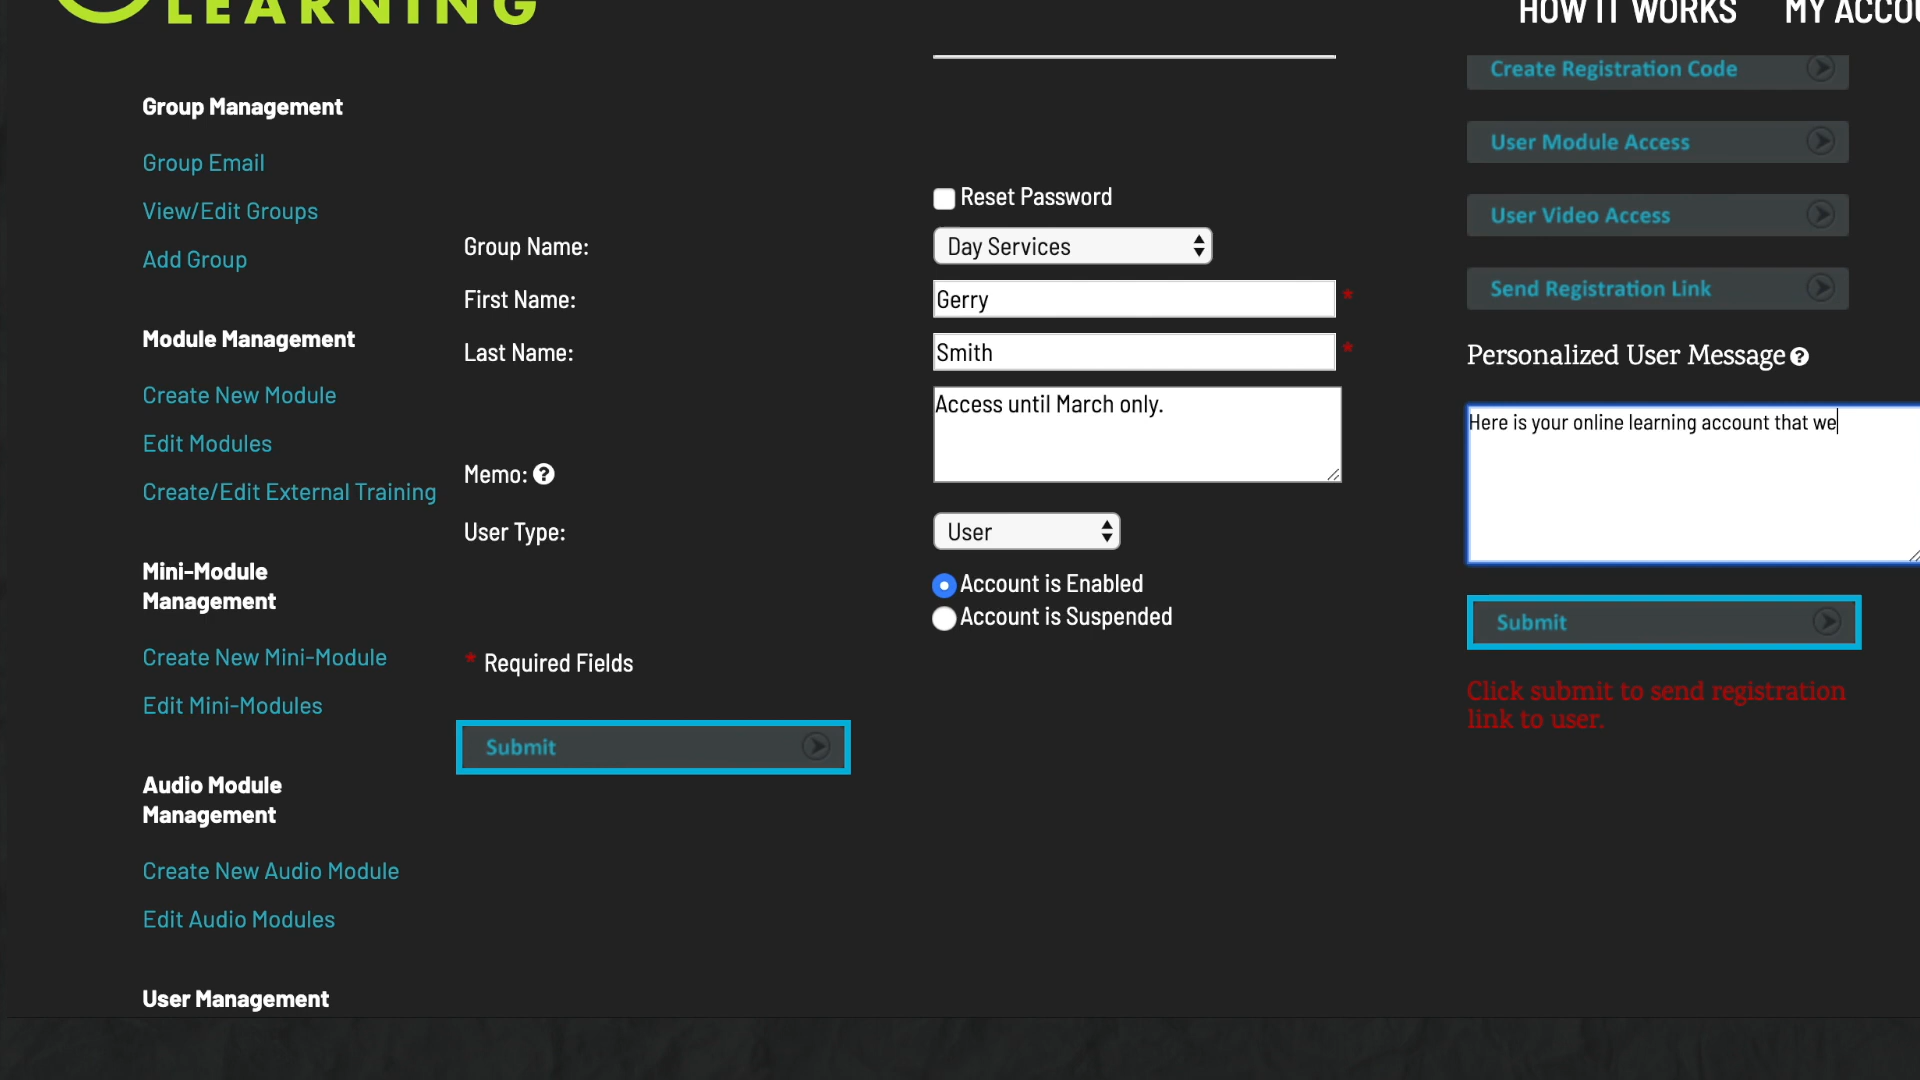 LEARNING
HOW IT WORKS
MY ACCOU
Group Management
Group Email
View/Edit Groups
Add Group
Module Management
Create New Module
Edit Modules
Create/Edit External Training
Mini-Module
Management
Create New Mini-Module
Edit Mini-Modules
Audio Module
Management
Create New Audio Module
Edit Audio Modules
User Management
Reset Password
Group Name:
Day Services
First Name:
Gerry *
Last Name:
Smith *
Access until March only.
Memo: ?
User Type:
User
Account is Enabled
Account is Suspended
* Required Fields
Submit
Create Registration Code
User Module Access
User Video Access
Send Registration Link
Personalized User Message ?
Here is your online learning account that we
Submit
Click submit to send registration
link to user.